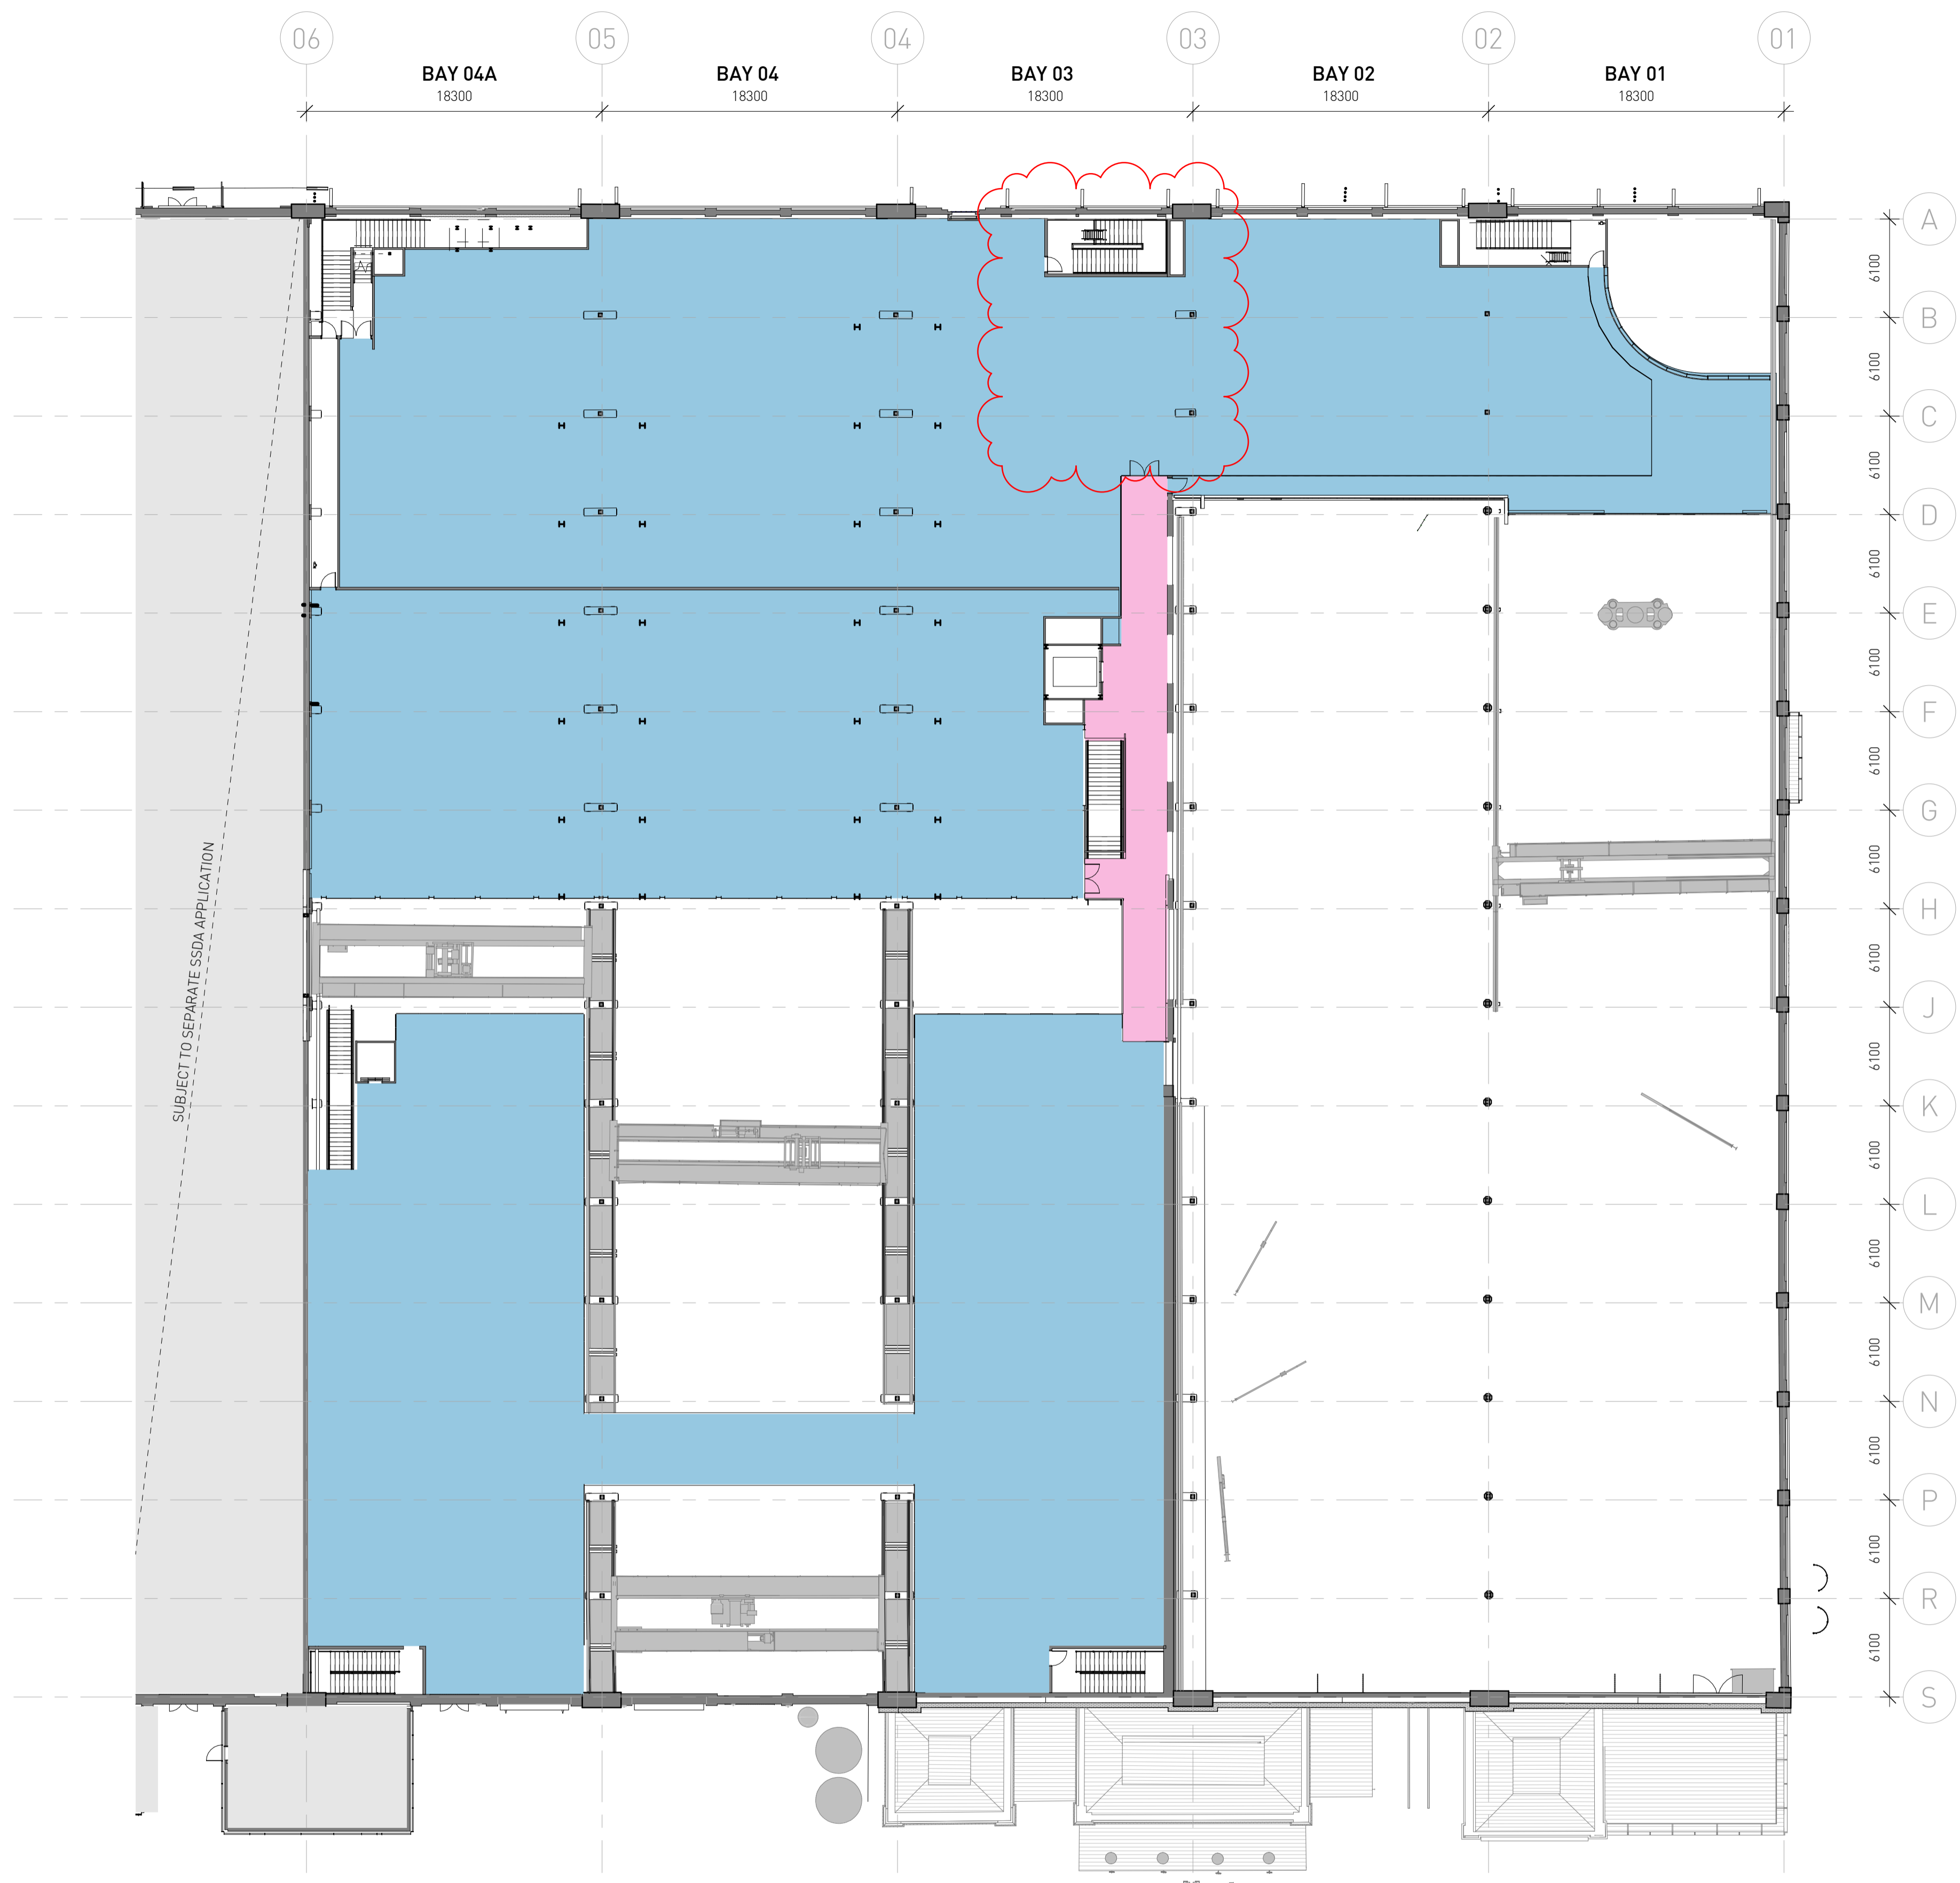 06 05 04 03 02 01
BAY 04A BAY 04 BAY 03 BAY 02 BAY 01
18300 18300 18300 18300 18300
A
6100
B
6100
C
6100
D
6100
E
6100
F
6100
G
6100
H
6100
J
6100
K
6100
L
6100
M
6100
N
6100
P
6100
R
6100
S
SUBJECT TO SEPARATE SSDA APPLICATION